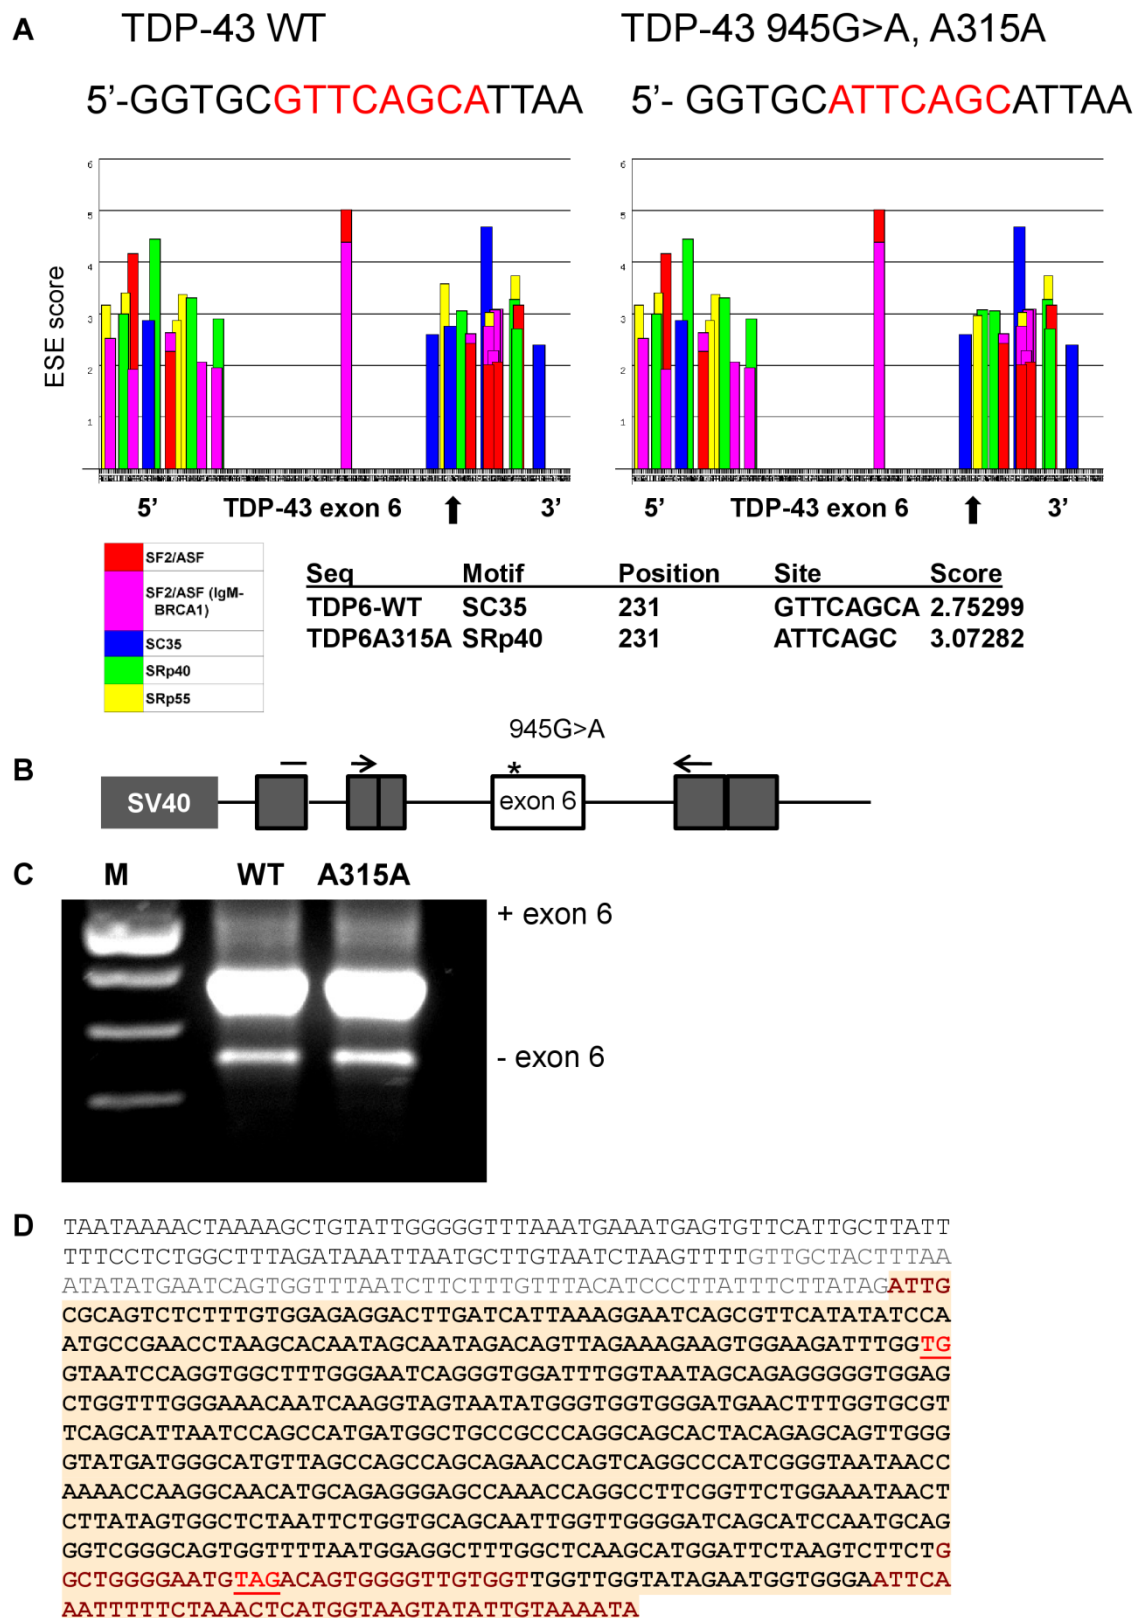 A
TDP-43 WT
TDP-43 945G>A, A315A
5’-GGTGCGTTCAGCATTAA
5’- GGTGCATTCAGCATTAA
ESE score
6
5
4
3
2
1
6
5
4
3
2
1
5’ TDP-43 exon 6 3’
5’ TDP-43 exon 6 3’
SF2/ASF
SF2/ASF (IgM-
BRCA1)
SC35
SRp40
SRp55
Seq Motif Position Site Score
TDP6-WT SC35 231 GTTCAGCA 2.75299
TDP6A315A SRp40 231 ATTCAGC 3.07282
945G>A
B
SV40
*
exon 6
C
M WT A315A
+ exon 6
- exon 6
D
TAATAAAACTAAAAGCTGTATTGGGGGTTTAAATGAAATGAGTGTTCATTGCTTATT
TTTCCTCTGGCTTTAGATAAATTAATGCTTGTAATCTAAGTTTTGTTGCTACTTTAA
ATATATGAATCAGTGGTTTAATCTTCTTTGTTTACATCCCTTATTTCTTATAGATTG
CGCAGTCTCTTTGTGGAGAGGACTTGATCATTAAAGGAATCAGCGTTCATATATCCA
ATGCCGAACCTAAGCACAATAGCAATAGACAGTTAGAAAGAAGTGGAAGATTTGGTG
GTAATCCAGGTGGCTTTGGGAATCAGGGTGGATTTGGTAATAGCAGAGGGGGTGGAG
CTGGTTTGGGAAACAATCAAGGTAGTAATATGGGTGGTGGGATGAACTTTGGTGCGT
TCAGCATTAATCCAGCCATGATGGCTGCCGCCCAGGCAGCACTACAGAGCAGTTGGG
GTATGATGGGCATGTTAGCCAGCCAGCAGAACCAGTCAGGCCCATCGGGTAATAACC
AAAACCAAGGCAACATGCAGAGGGAGCCAAACCAGGCCTTCGGTTCTGGAAATAACT
CTTATAGTGGCTCTAATTCTGGTGCAGCAATTGGTTGGGGATCAGCATCCAATGCAG
GGTCGGGCAGTGGTTTTAATGGAGGCTTTGGCTCAAGCATGGATTCTAAGTCTTCTG
GCTGGGGAATGTAGACAGTGGGGTTGTGGTTGGTTGGTATAGAATGGTGGGAATTCA
AATTTTTCTAAACTCATGGTAAGTATATTGTAAAATA